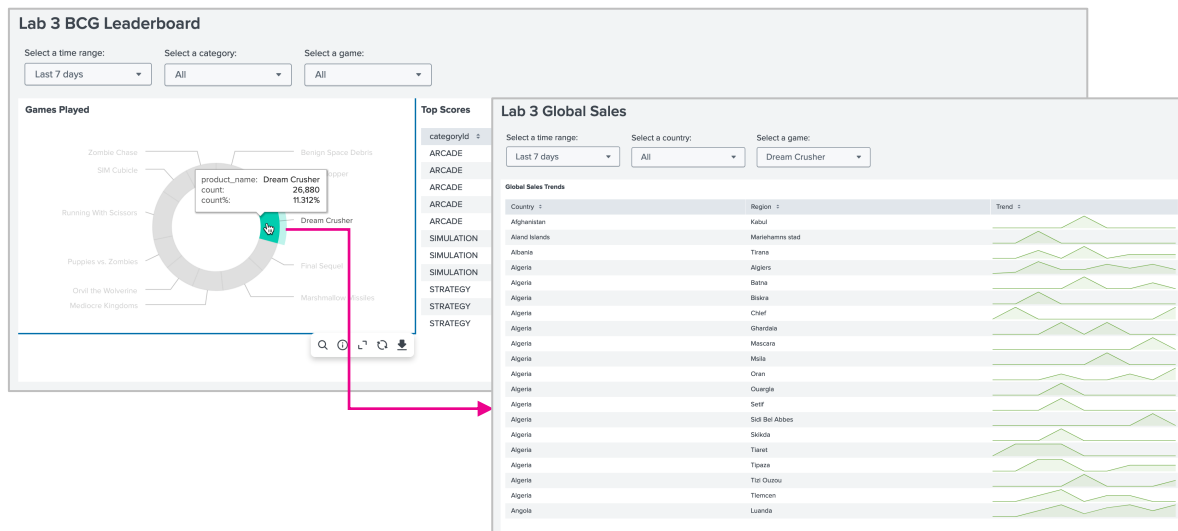 Lab 3 BCG Leaderboard
Select a time range:
Select a category:
Select a game:
Last 7 days
All
All
Games Played
Zombie Chase
SIM Cubicle
Running With Scissors
Puppies vs. Zombies
Orvil the Wolverine
Mediocre Kingdoms
Benign Space Debris
Dream Crusher
Final Sequel
Marshmallow Missiles
product_name: Dream Crusher
count: 26,880
count%: 11.312%
Top Scores
categoryId
ARCADE
ARCADE
ARCADE
ARCADE
ARCADE
SIMULATION
SIMULATION
SIMULATION
STRATEGY
STRATEGY
STRATEGY
Lab 3 Global Sales
Select a time range:
Select a country:
Select a game:
Last 7 days
All
Dream Crusher
Global Sales Trends
Country Region Trend
Afghanistan Kabul
Aland Islands Mariehamns stad
Albania Tirana
Algeria Algiers
Algeria Batna
Algeria Biskra
Algeria Chlef
Algeria Ghardaia
Algeria Mascara
Algeria Msila
Algeria Oran
Algeria Ouargla
Algeria Setif
Algeria Sidi Bel Abbes
Algeria Skikda
Algeria Tiaret
Algeria Tipaza
Algeria Tizi Ouzou
Algeria Tlemcen
Angola Luanda